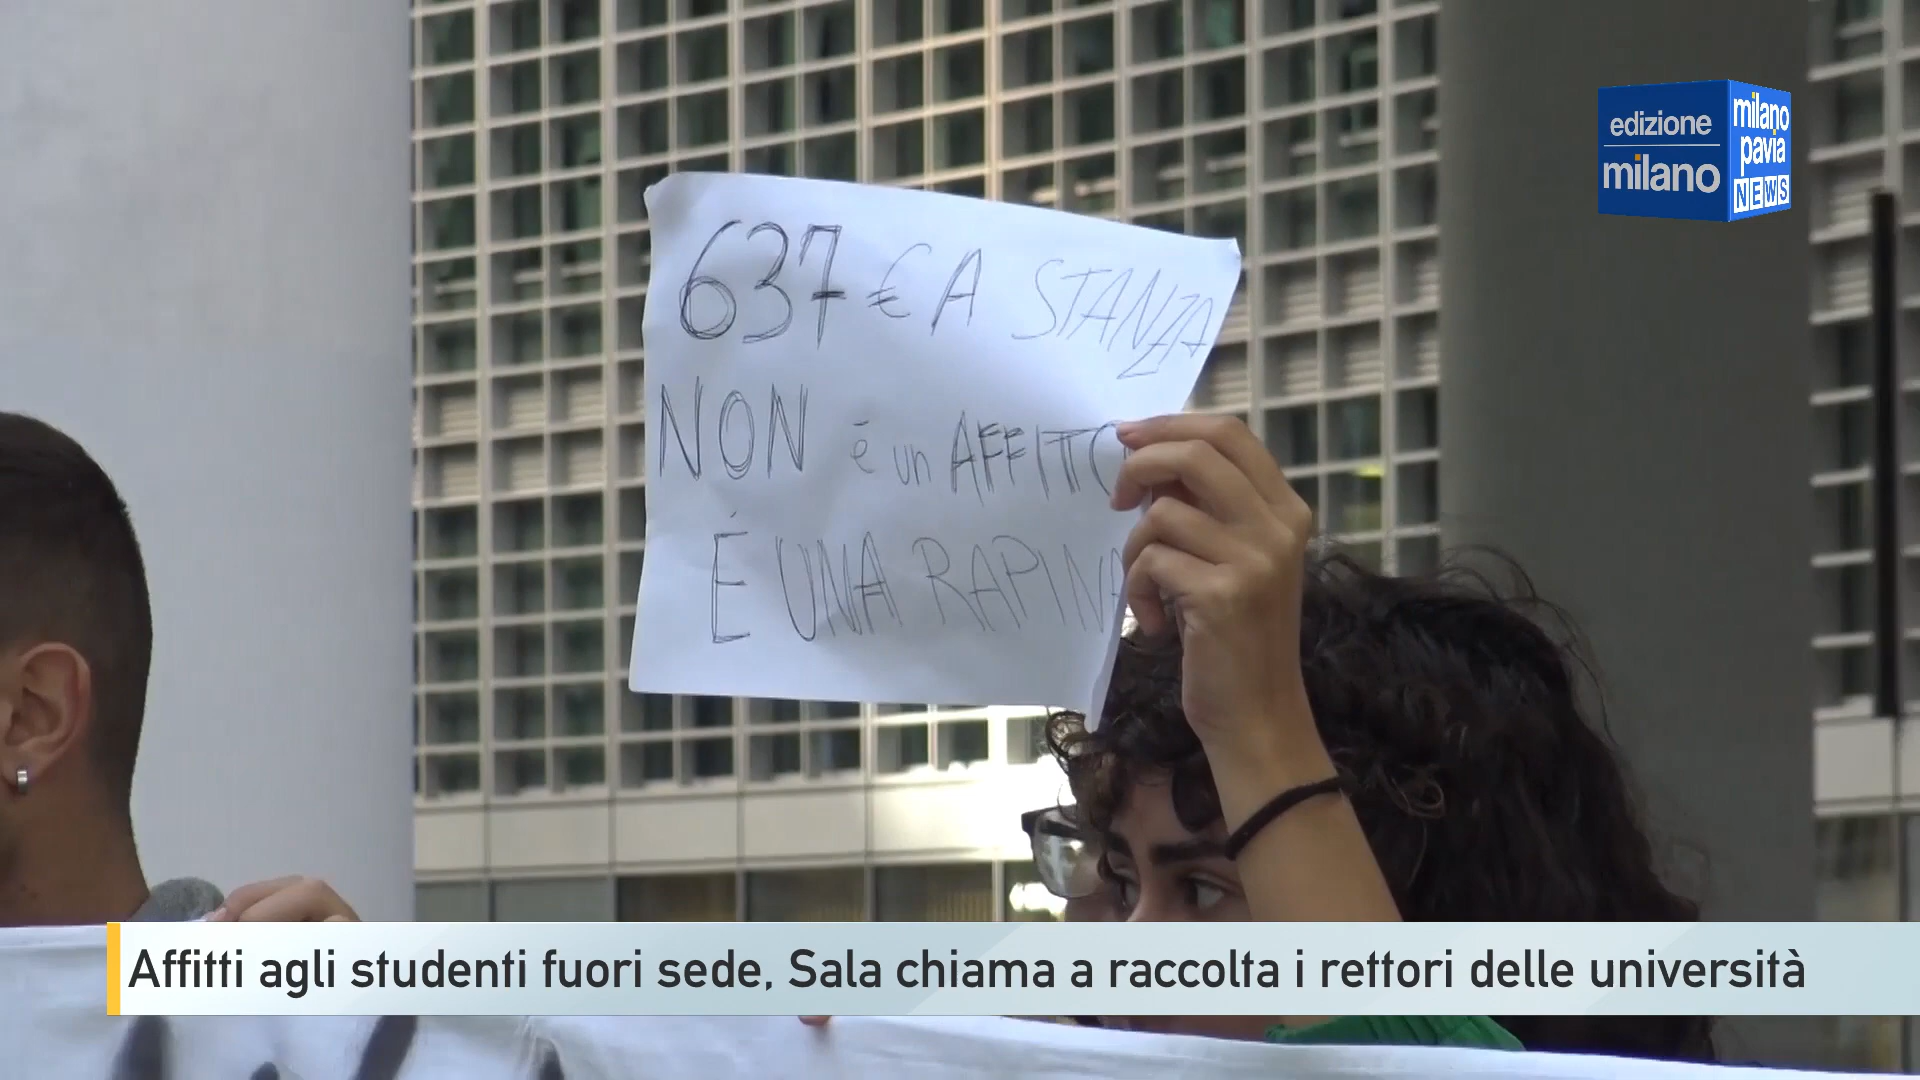 edizione
milano
milano
pavia
NEWS
637 € A STANZA
NON é un AFFITTO
É UNA RAPINA
Affitti agli studenti fuori sede, Sala chiama a raccolta i rettori delle università